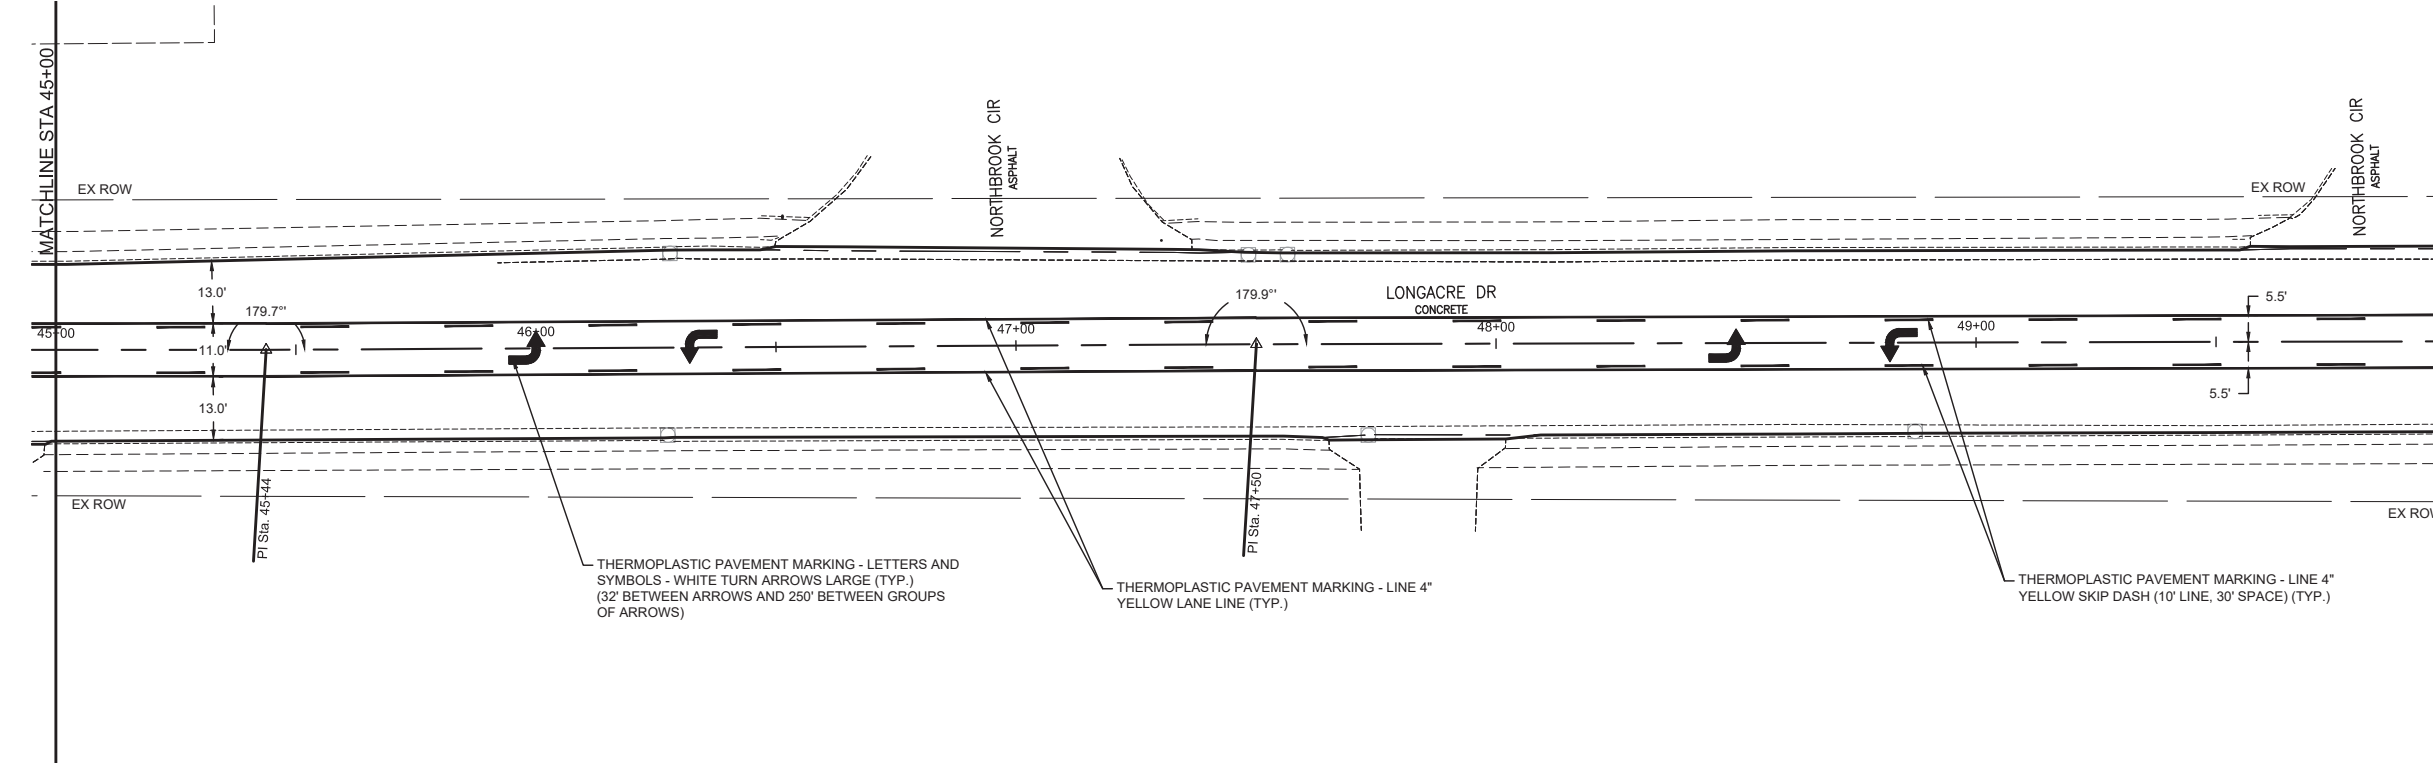 MATCHLINE STA 45+00
EX ROW
NORTHBROOK CIR
ASPHALT
EX ROW
NORTHBROOK CIR
ASPHALT
13.0'
179.7°'
179.9°'
LONGACRE DR
CONCRETE
5.5'
45+00
46+00
47+00
48+00
49+00
11.0'
13.0'
5.5'
EX ROW
PI Sta. 45+44
PI Sta. 47+50
EX ROW
THERMOPLASTIC PAVEMENT MARKING - LETTERS AND
SYMBOLS - WHITE TURN ARROWS LARGE (TYP.)
(32' BETWEEN ARROWS AND 250' BETWEEN GROUPS
OF ARROWS)
THERMOPLASTIC PAVEMENT MARKING - LINE 4"
YELLOW LANE LINE (TYP.)
THERMOPLASTIC PAVEMENT MARKING - LINE 4"
YELLOW SKIP DASH (10' LINE, 30' SPACE) (TYP.)